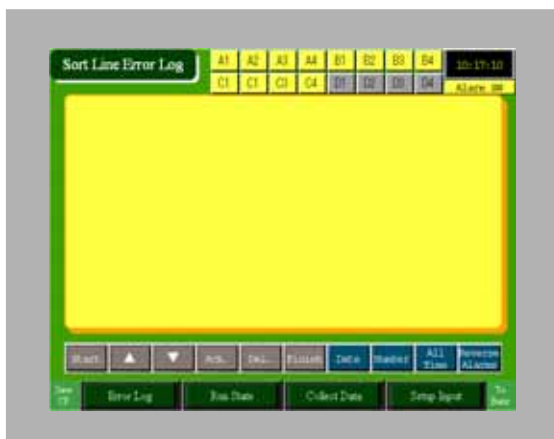 Sort Line Error Log
A1 A2 A3 A4 B1 B2 B3 B4
10:17:10
C1 C1 C3 C4 D1 D2 D3 D4
Alarm
Start ▲ ▼ Ack. Del. Finish Date Number All Time Reverse Alarms
Error Log Run State Collect Data Setup Input To